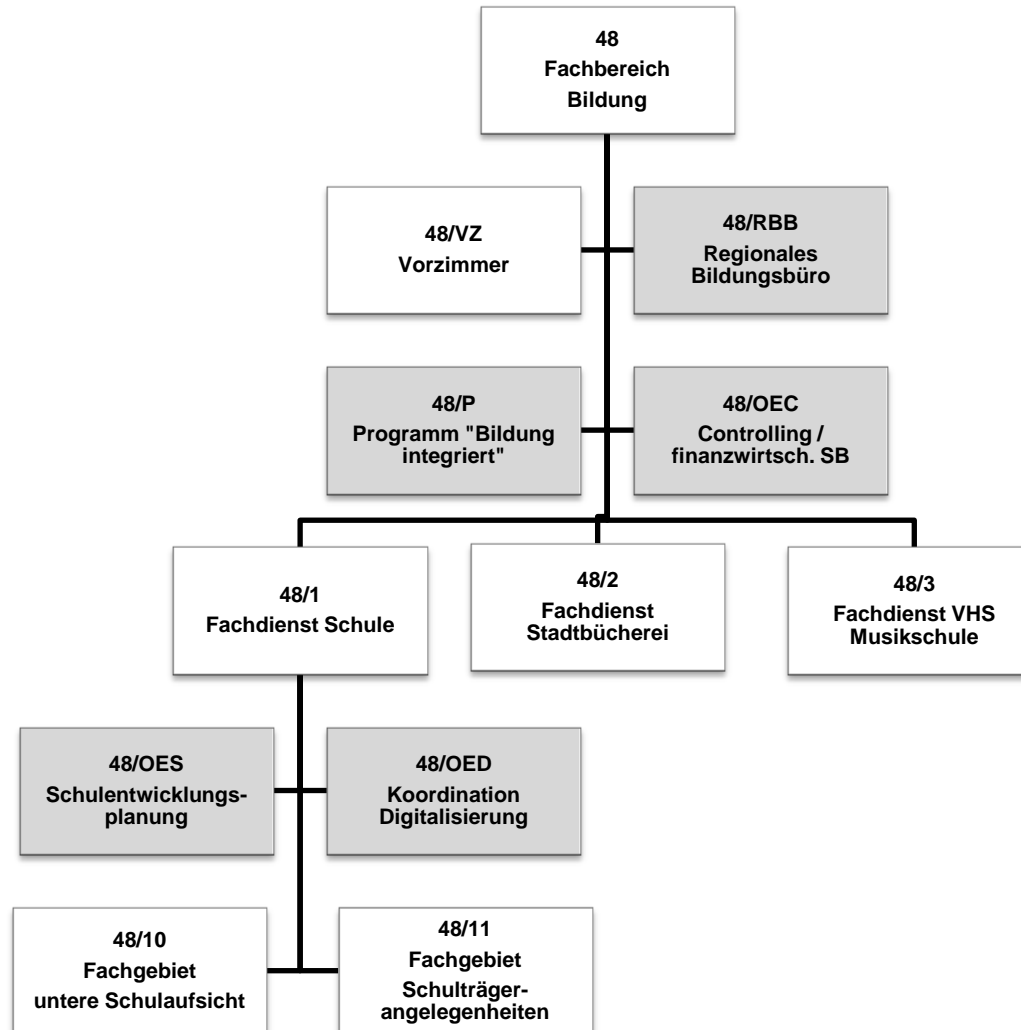 48
Fachbereich
Bildung
48/VZ
Vorzimmer
48/RBB
Regionales
Bildungsbüro
48/P
Programm "Bildung
integriert"
48/OEC
Controlling /
finanzwirtsch. SB
48/1
Fachdienst Schule
48/2
Fachdienst
Stadtbücherei
48/3
Fachdienst VHS
Musikschule
48/OES
Schulentwicklungs-
planung
48/OED
Koordination
Digitalisierung
48/10
Fachgebiet
untere Schulaufsicht
48/11
Fachgebiet
Schulträger-
angelegenheiten